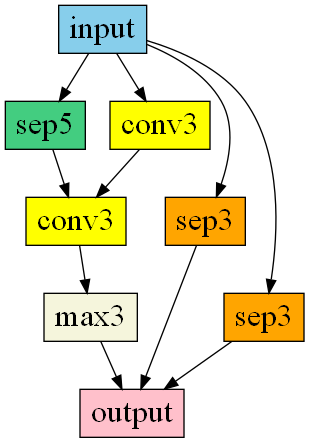 input
sep5
conv3
conv3
sep3
max3
sep3
output